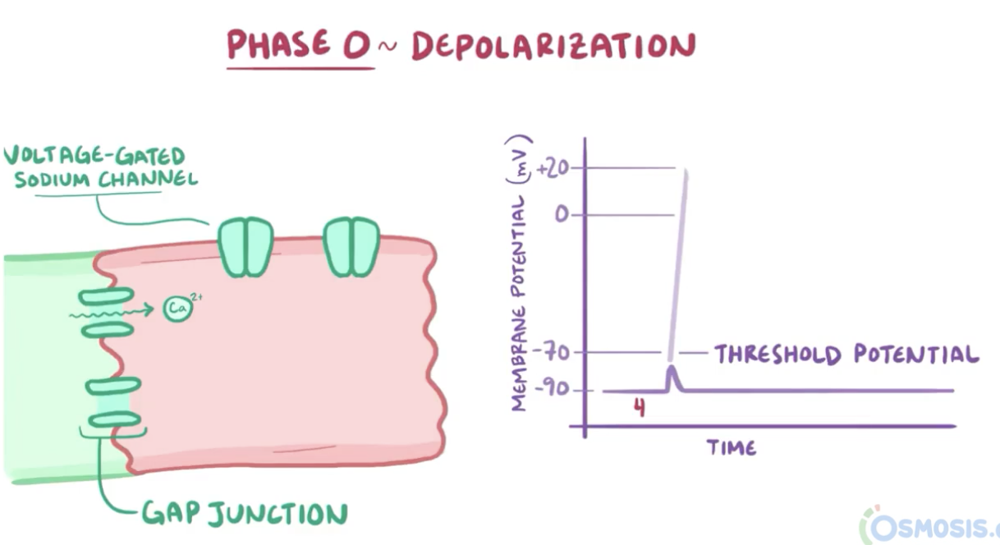 PHASE 0 ~ DEPOLARIZATION
VOLTAGE-GATED
SODIUM CHANNEL
Ca2+
GAP JUNCTION
MEMBRANE POTENTIAL (mV)
+20
0
-70
THRESHOLD POTENTIAL
-90
4
TIME
OSMOSIS.